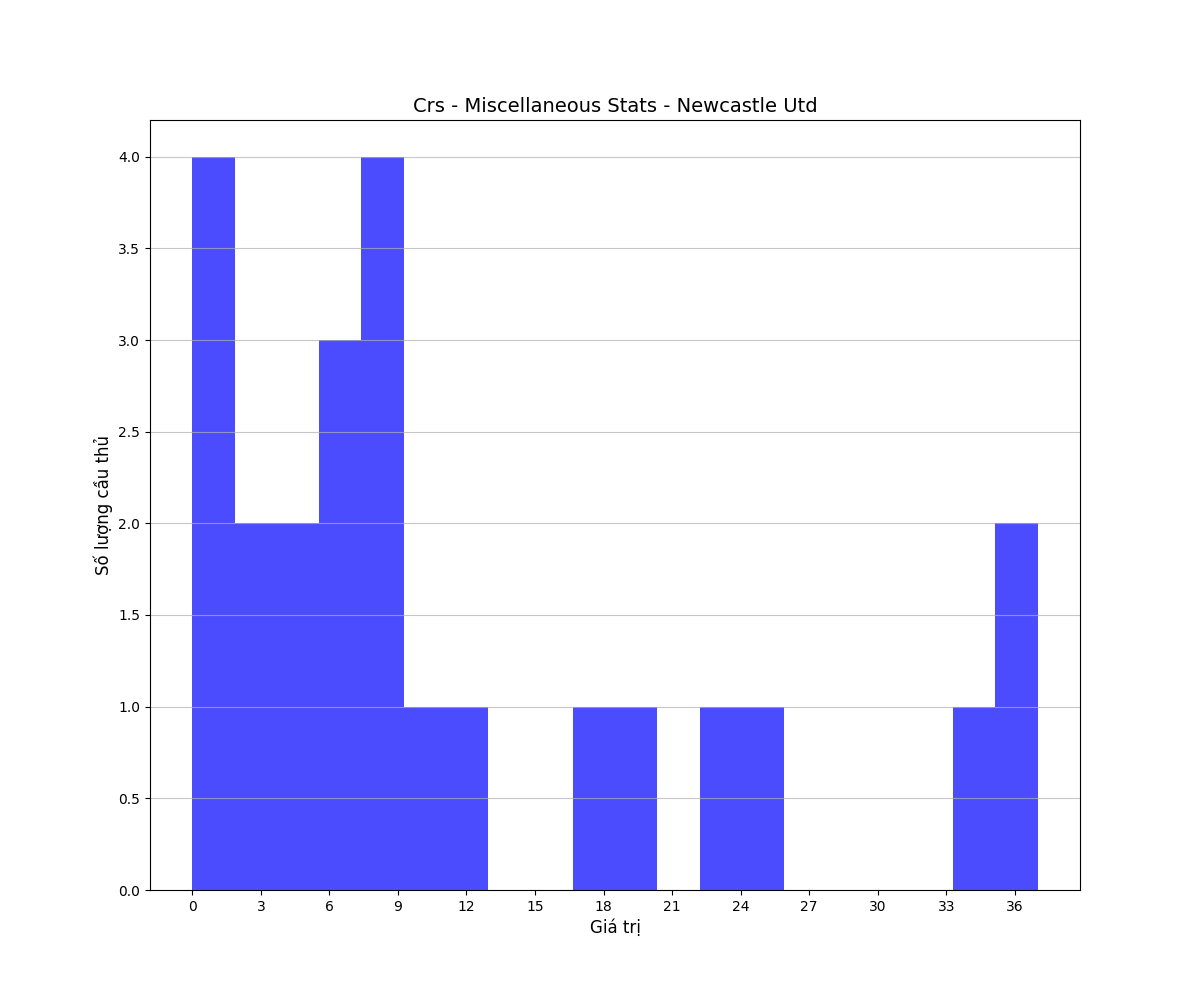 Crs - Miscellaneous Stats - Newcastle Utd
4.0
3.5
3.0
2.5
2.0
1.5
1.0
0.5
0.0
Số lượng cầu thủ
0 3 6 9 12 15 18 21 24 27 30 33 36
Giá trị